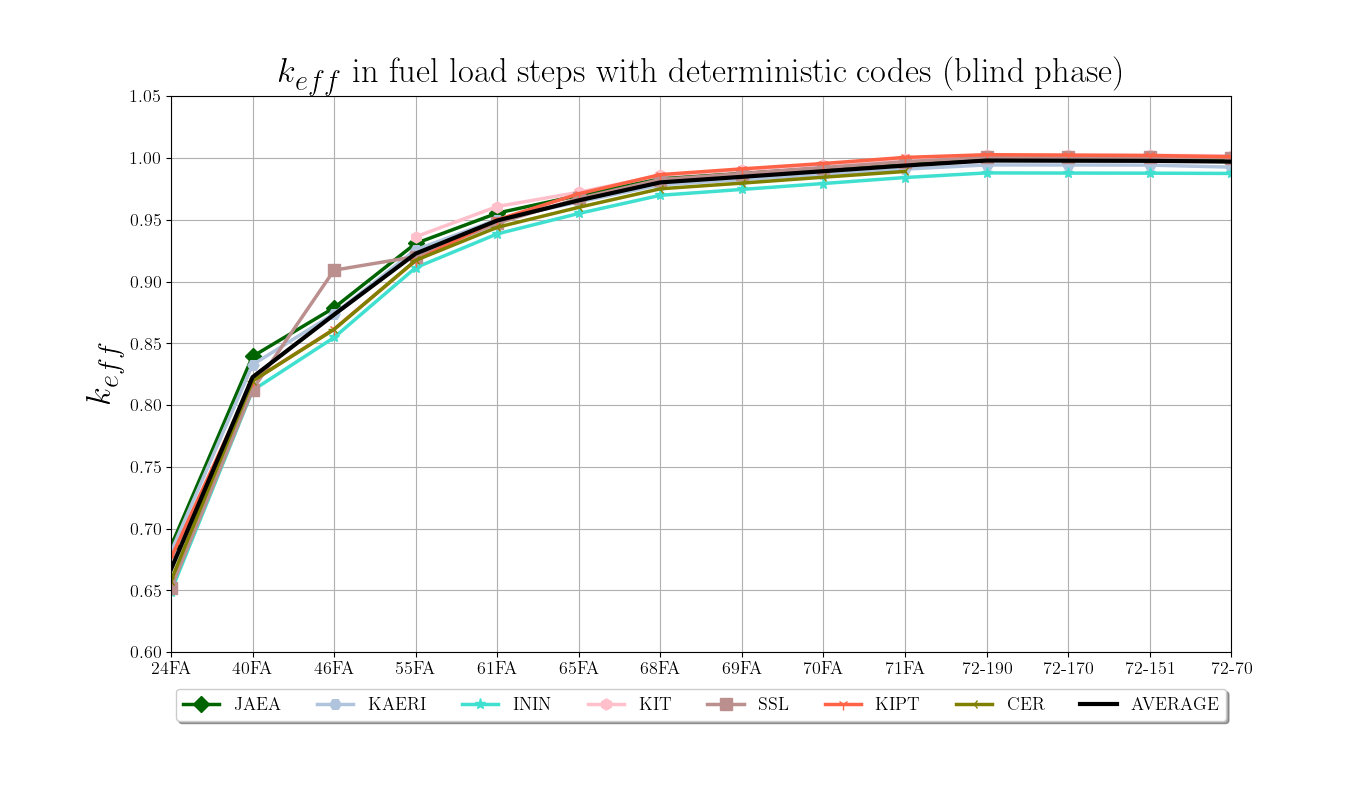 k_eff in fuel load steps with deterministic codes (blind phase)
1.05
1.00
0.95
0.90
0.85
0.80
0.75
0.70
0.65
0.60
k_eff
24FA 40FA 46FA 55FA 61FA 65FA 68FA 69FA 70FA 71FA 72-190 72-170 72-151 72-70
JAEA KAERI ININ KIT SSL KIPT CER AVERAGE